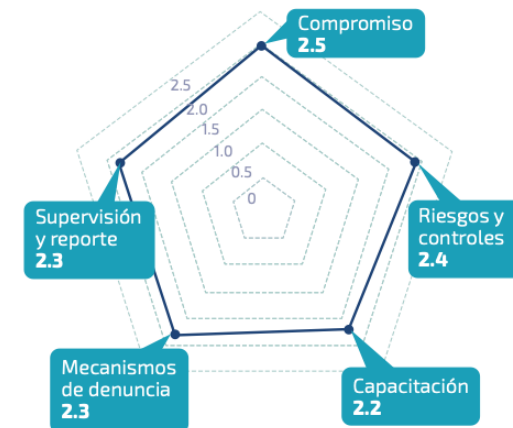 Compromiso
2.5
2.5
2.0
1.5
1.0
0.5
0
Supervisión
y reporte
2.3
Riesgos y
controles
2.4
Mecanismos
de denuncia
2.3
Capacitación
2.2